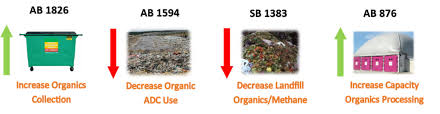 AB 1826
AB 1594
SB 1383
AB 876
Increase Organics
Collection
Decrease Organic
ADC Use
Decrease Landfill
Organics/Methane
Increase Capacity
Organics Processing